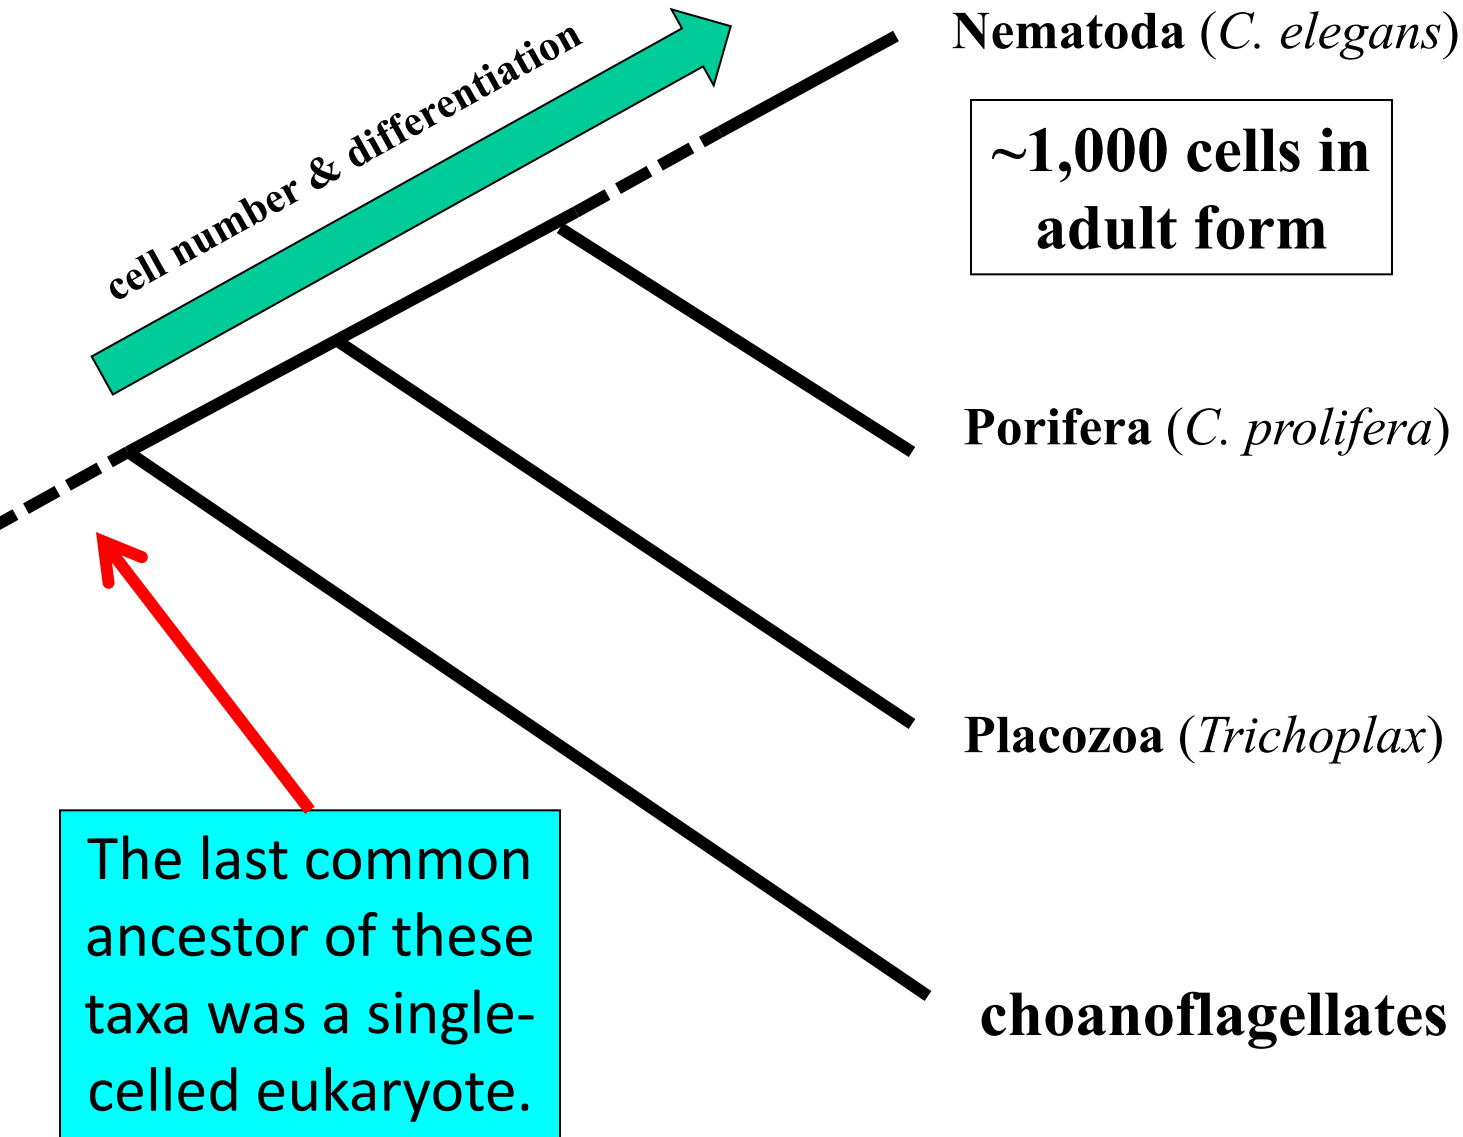 cell number & differentiation
Nematoda (C. elegans)
~1,000 cells in
adult form
Porifera (C. prolifera)
Placozoa (Trichoplax)
choanoflagellates
The last common
ancestor of these
taxa was a single-
celled eukaryote.